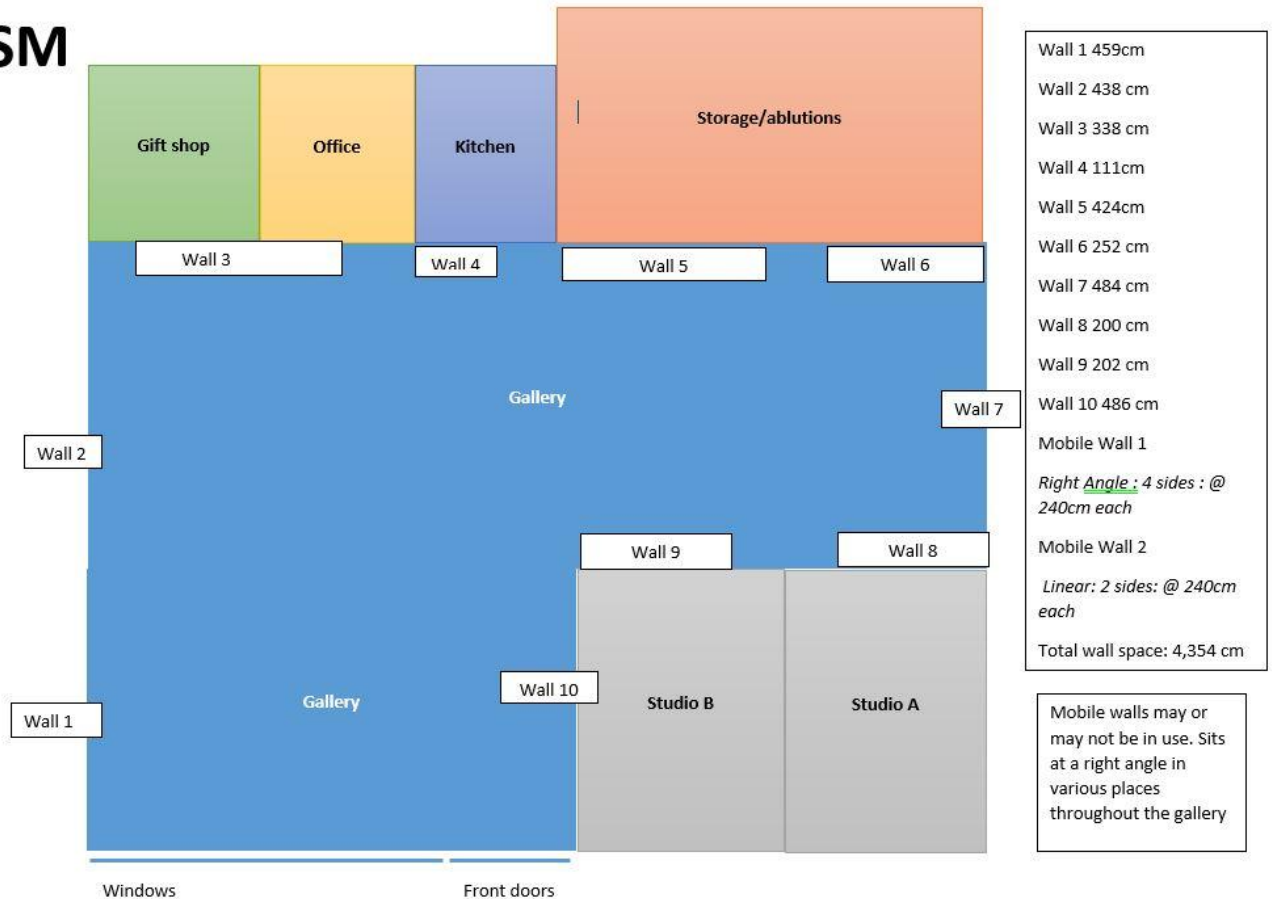 SM
Gift shop
Office
Kitchen
Storage/ablutions
Wall 3
Wall 4
Wall 5
Wall 6
Gallery
Wall 7
Wall 2
Wall 9
Wall 8
Gallery
Wall 10
Studio B
Studio A
Wall 1
Windows
Front doors
Wall 1 459cm
Wall 2 438 cm
Wall 3 338 cm
Wall 4 111cm
Wall 5 424cm
Wall 6 252 cm
Wall 7 484 cm
Wall 8 200 cm
Wall 9 202 cm
Wall 10 486 cm
Mobile Wall 1
Right Angle : 4 sides : @
240cm each
Mobile Wall 2
Linear: 2 sides: @ 240cm
each
Total wall space: 4,354 cm
Mobile walls may or
may not be in use. Sits
at a right angle in
various places
throughout the gallery